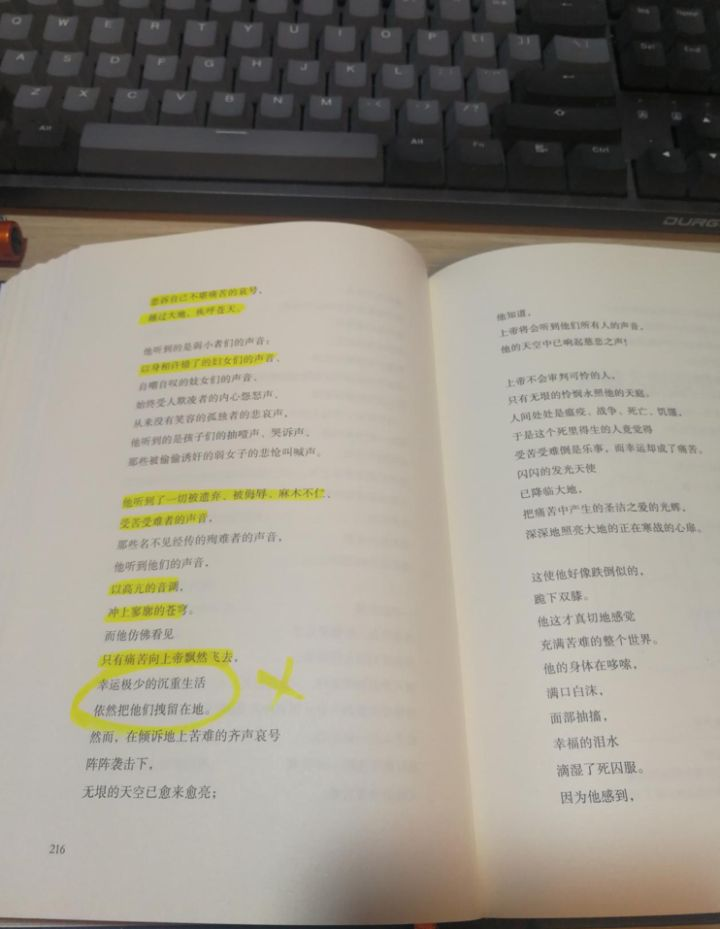 Q W E R T Y U I O P
A S D F G H J K L
Z X C V B N M
Alt Alt Fn Ctrl
Del End
DURG
悲诉自己不堪痛苦的哀号,
越过大地、疾呼苍天。
他听到的是弱小者们的声音:
以身相许错了的妇女们的声音、
自嘲自叹的妓女们的声音、
始终受人欺凌者的内心怨怒声,
从来没有笑容的孤独者的悲哀声,
他听到的是孩子们的抽噎声、哭诉声,
那些被偷偷诱奸的弱女子的悲怆叫喊声。
他听到了一切被遗弃、被侮辱、麻木不仁、
受苦受难者的声音,
那些名不见经传的殉难者的声音,
他听到他们的声音,
以高亢的音调,
冲上寥廓的苍穹。
而他仿佛看见
只有痛苦向上帝飘然飞去,
幸运极少的沉重生活
依然把他们拽留在地。
然而,在倾诉地上苦难的齐声哀号
阵阵袭击下,
无垠的天空已愈来愈亮;
216
他知道,
上帝将会听到他们所有人的声音,
他的天空中已响起慈悲之声!
上帝不会审判可怜的人,
只有无垠的怜悯永照他的天庭。
人间处处是瘟疫、战争、死亡、饥馑,
于是这个死里得生的人竟觉得
受苦受难倒是乐事,而幸运却成了痛苦。
闪闪的发光天使
已降临大地,
把痛苦中产生的圣洁之爱的光辉,
深深地照亮大地的正在寒战的心扉。
这使他好像跌倒似的,
跪下双膝。
他这才真切地感觉
充满苦难的整个世界。
他的身体在哆嗦,
满口白沫,
面部抽搐,
幸福的泪水
滴湿了死囚服。
因为他感到,